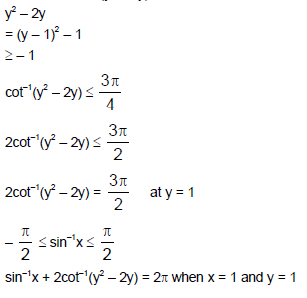 y² – 2y
= (y – 1)² – 1
≥ – 1
cot⁻¹(y² – 2y) ≤ 3π/4
2cot⁻¹(y² – 2y) ≤ 3π/2
2cot⁻¹(y² – 2y) = 3π/2 at y = 1
– π/2 ≤ sin⁻¹x ≤ π/2
sin⁻¹x + 2cot⁻¹(y² – 2y) = 2π when x = 1 and y = 1